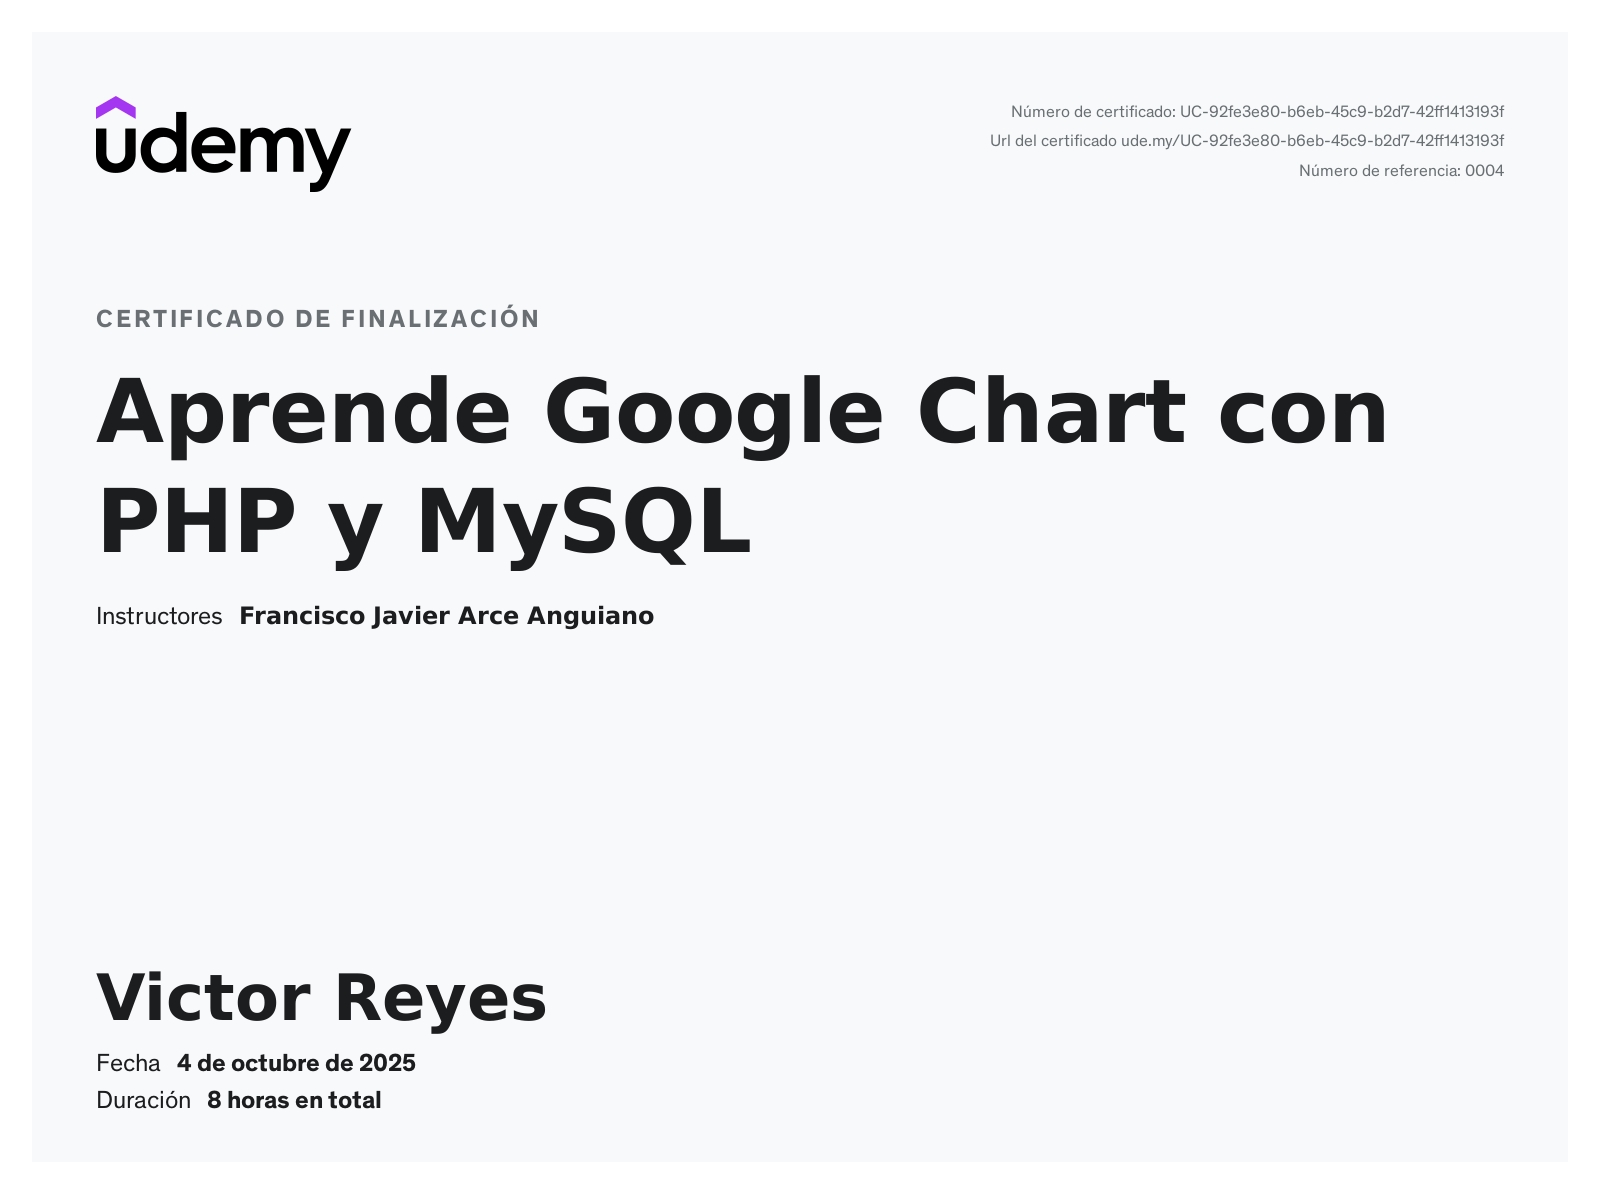 udemy
Número de certificado: UC-92fe3e80-b6eb-45c9-b2d7-42ff1413193f
Url del certificado ude.my/UC-92fe3e80-b6eb-45c9-b2d7-42ff1413193f
Número de referencia: 0004
CERTIFICADO DE FINALIZACIÓN
Aprende Google Chart con
PHP y MySQL
Instructores Francisco Javier Arce Anguiano
Victor Reyes
Fecha 4 de octubre de 2025
Duración 8 horas en total